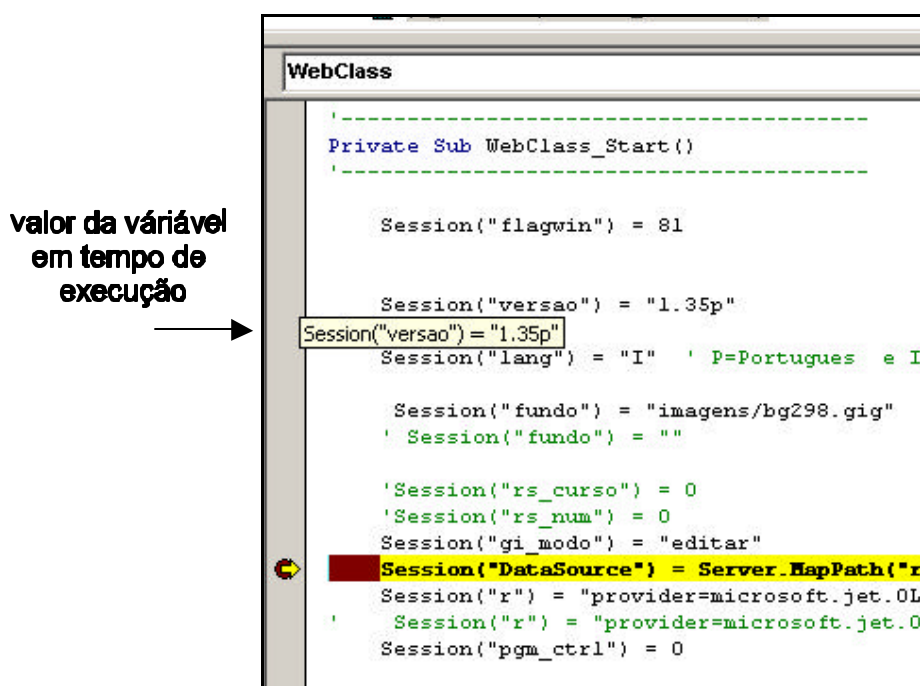 WebClass
'----------------------------------------
Private Sub WebClass_Start()
'----------------------------------------
valor da váriável
em tempo de
execução
Session("flagwin") = 81
Session("versao") = "1.35p"
Session("versao") = "1.35p"
Session("lang") = "I" ' P=Portugues e I
Session("fundo") = "imagens/bg298.gig"
' Session("fundo") = ""
'Session("rs_curso") = 0
'Session("rs_num") = 0
Session("gi_modo") = "editar"
Session("DataSource") = Server.MapPath("r
Session("r") = "provider=microsoft.jet.OL
' Session("r") = "provider=microsoft.jet.O
Session("pgm_ctrl") = 0